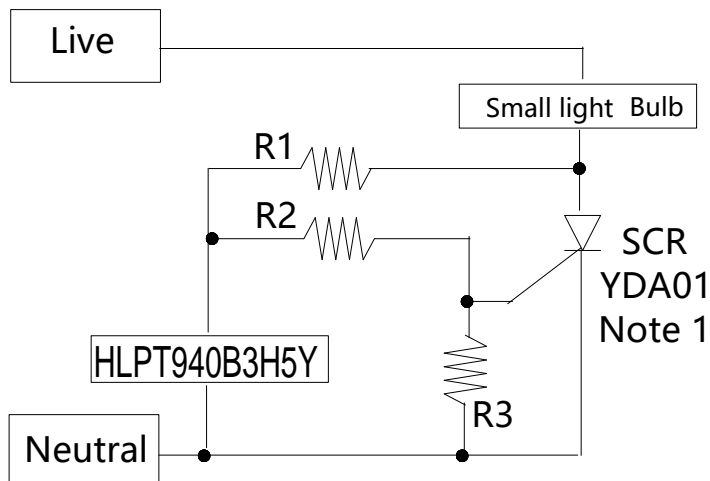 Live
Small light Bulb
R1
R2
SCR
YDA01
Note 1
HLPT940B3H5Y
R3
Neutral